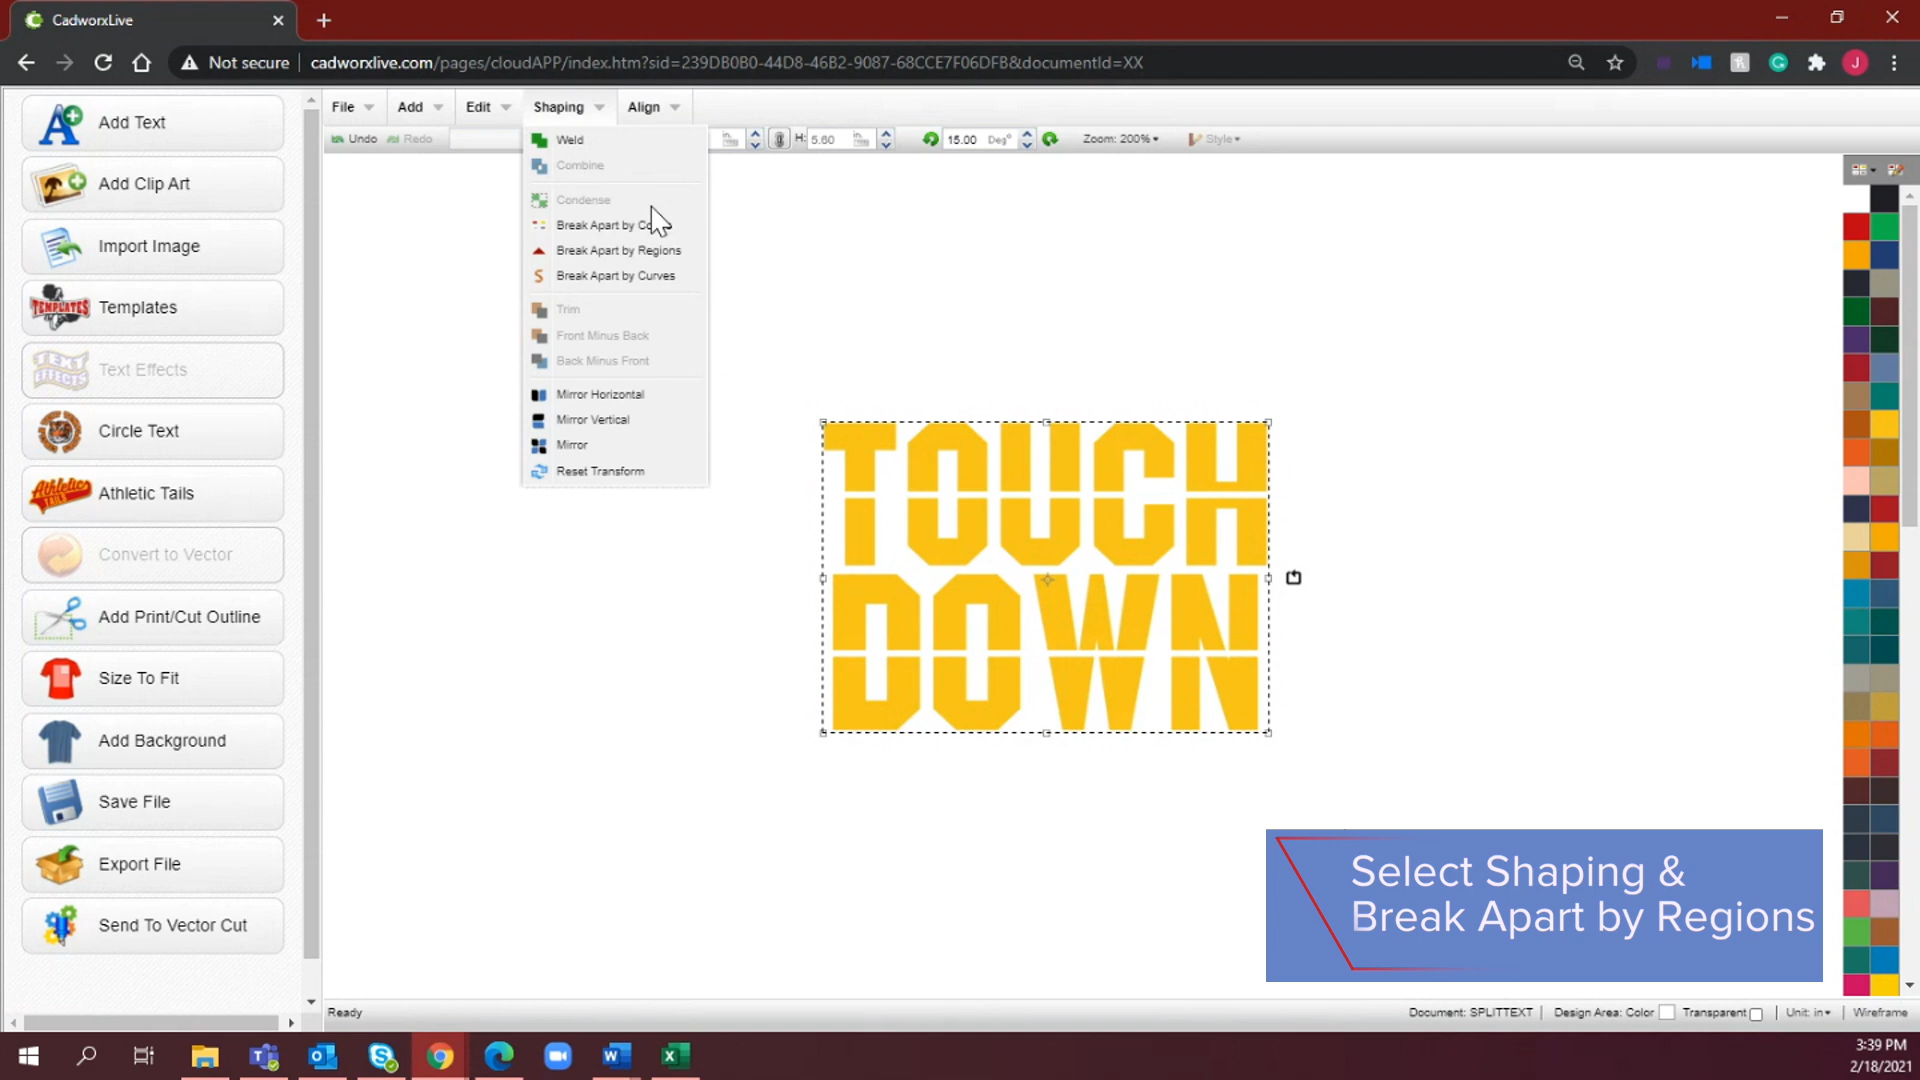 CadworxLive
Not secure
cadworxlive.com/pages/cloudAPP/index.htm?sid=239DB0B0-44D8-46B2-9087-68CCE7F06DFB&documentId=XX
J
File
Add
Edit
Shaping
Align
Undo
Redo
H: 5.60
15.00 Deg°
Zoom: 200%
Style
Add Text
Add Clip Art
Import Image
TEMPLATES
Templates
TEXT EFFECTS
Text Effects
Circle Text
Athletic
Athletic Tails
Convert to Vector
Add Print/Cut Outline
Size To Fit
Add Background
Save File
Export File
Send To Vector Cut
Weld
Combine
Condense
Break Apart by Co
Break Apart by Regions
Break Apart by Curves
Trim
Front Minus Back
Back Minus Front
Mirror Horizontal
Mirror Vertical
Mirror
Reset Transform
TOUCH
DOWN
Select Shaping &
Break Apart by Regions
Ready
Document: SPLITTEXT
Design Area: Color
Transparent
Unit: in
Wireframe
3:39 PM
2/18/2021